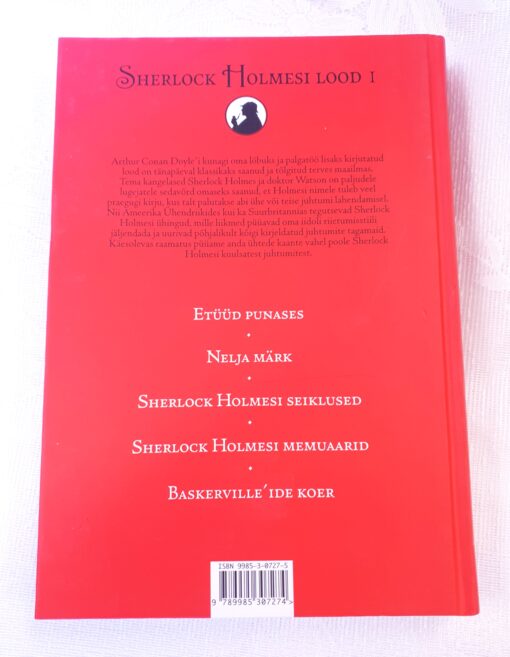 SHERLOCK HOLMESI LOOD I
Arthur Conan Doyle'i kunagi oma lõbuks ja palgatöö lisaks kirjutatud
lood on tänapäeval klassikaks saanud ja tõlgitud terves maailmas.
Tema kangelased Sherlock Holmes ja doktor Watson on paljudele
lugejatele sedavõrd omaseks saanud, et Holmesi nimele tuleb veel
praegugi kirju, kus talt palutakse abi ühe või teise juhtumi lahendamisel.
Nii Ameerika Ühendriikides kui ka Suurbritannias tegutsevad Sherlock
Holmesi ühingud, mille liikmed püüavad oma iidoli riietumisstiili
jäljendada ja uurivad põhjalikult kõigi kirjeldatud juhtumite tagamaid.
Käesolevas raamatus püüame anda ühtede kaante vahel poole Sherlock
Holmesi kuulsatest juhtumitest.
ETÜÜD PUNASES
NELJA MÄRK
SHERLOCK HOLMESI SEIKLUSED
SHERLOCK HOLMESI MEMUAARID
BASKERVILLE´IDE KOER
ISBN 9985-3-0727-5
9 789985 307274>